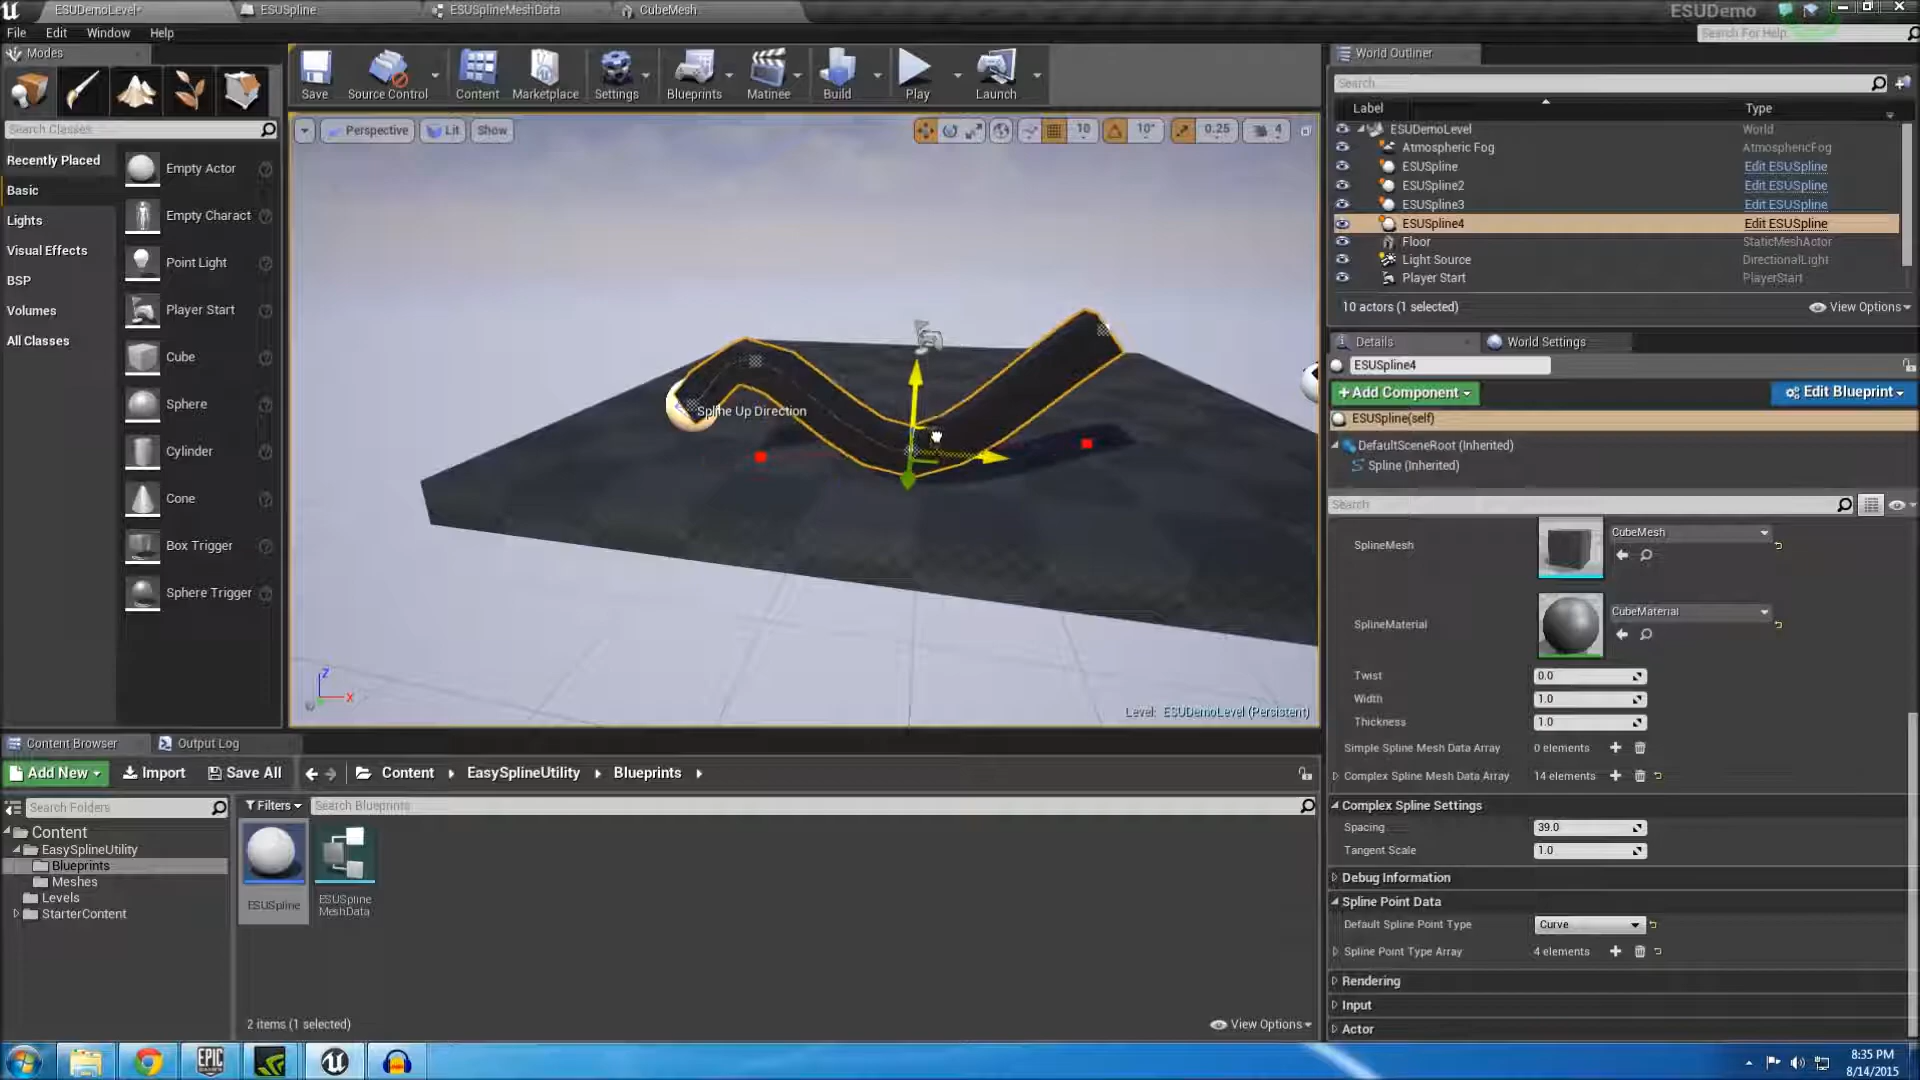 ESUDemoLevel*
ESUSpline
ESUSplineMeshData
CubeMesh
ESUDemo
File Edit Window Help
Search For Help
Modes
Search Classes
Recently Placed
Basic
Lights
Visual Effects
BSP
Volumes
All Classes
Empty Actor
Empty Charact
Point Light
Player Start
Cube
Sphere
Cylinder
Cone
Box Trigger
Sphere Trigger
Save
Source Control
Content
Marketplace
Settings
Blueprints
Matinee
Build
Play
Launch
Perspective
Lit
Show
10
10°
0.25
4
Spline Up Direction
Z
X
Level: ESUDemoLevel (Persistent)
World Outliner
Search
Label Type
ESUDemoLevel World
Atmospheric Fog AtmosphericFog
ESUSpline Edit ESUSpline
ESUSpline2 Edit ESUSpline
ESUSpline3 Edit ESUSpline
ESUSpline4 Edit ESUSpline
Floor StaticMeshActor
Light Source DirectionalLight
Player Start PlayerStart
10 actors (1 selected)
View Options
Details
World Settings
ESUSpline4
+Add Component
Edit Blueprint
ESUSpline(self)
DefaultSceneRoot (Inherited)
Spline (Inherited)
Search
SplineMesh
CubeMesh
SplineMaterial
CubeMaterial
Twist 0.0
Width 1.0
Thickness 1.0
Simple Spline Mesh Data Array 0 elements
Complex Spline Mesh Data Array 14 elements
Complex Spline Settings
Spacing 39.0
Tangent Scale 1.0
Debug Information
Spline Point Data
Default Spline Point Type Curve
Spline Point Type Array 4 elements
Rendering
Input
Actor
Content Browser
Output Log
Add New
Import
Save All
Content EasySplineUtility Blueprints
Search Folders
Filters
Search Blueprints
Content
EasySplineUtility
Blueprints
Meshes
Levels
StarterContent
ESUSpline
ESUSpline
MeshData
2 items (1 selected)
View Options
EPIC
8:35 PM
8/14/2015